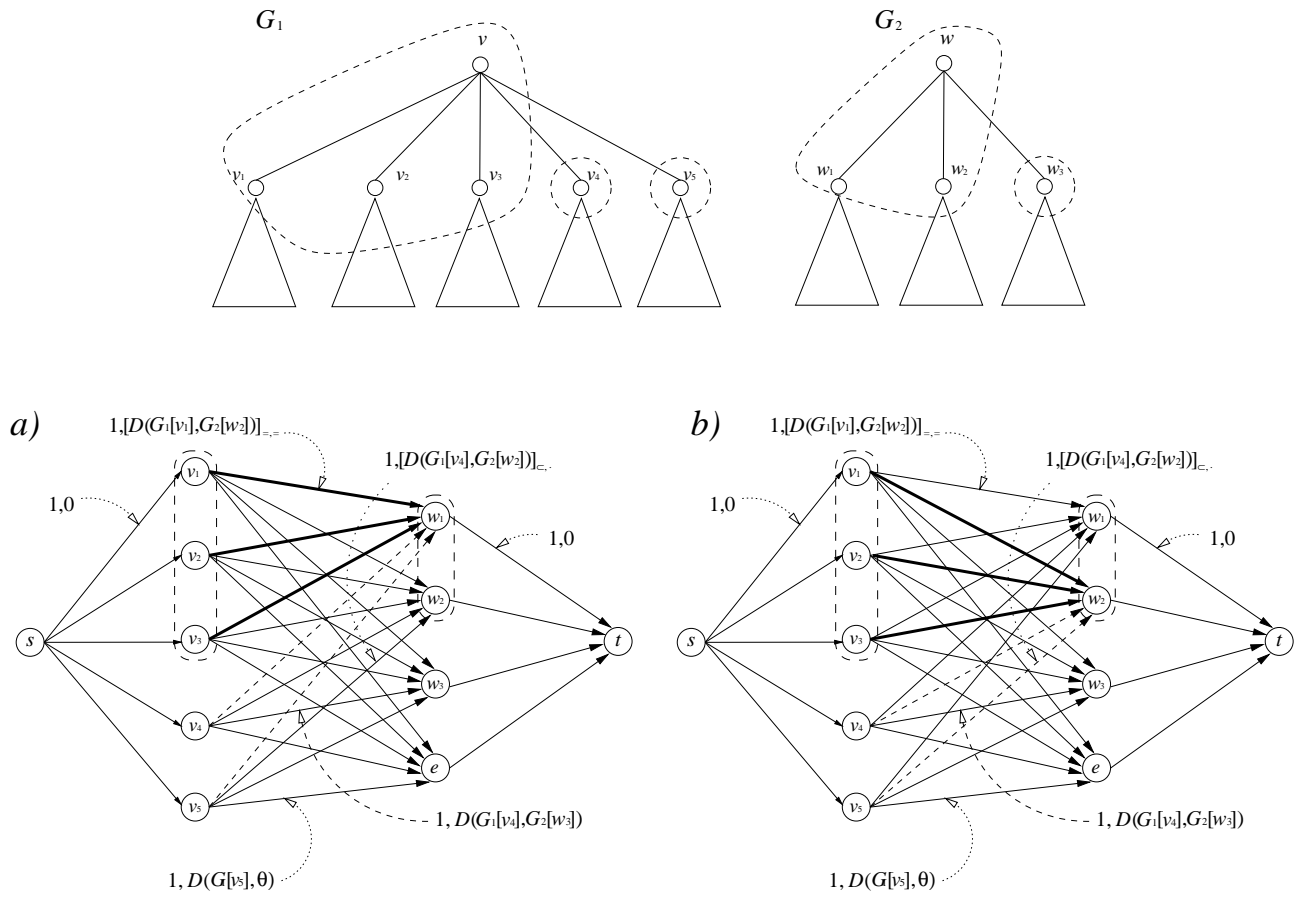 G₁ G₂
v w
v₁ v₂ v₃ v₄ v₅ w₁ w₂ w₃
a) 1,[D(G₁[v₁],G₂[w₂])]₌,₌ b) 1,[D(G₁[v₁],G₂[w₂])]₌,₌
1,[D(G₁[v₄],G₂[w₂])]⊂,. 1,[D(G₁[v₄],G₂[w₂])]⊂,.
v₁ v₁
1,0 1,0
w₁ w₁
1,0 1,0
v₂ v₂
w₂ w₂
s v₃ t s v₃ t
w₃ w₃
v₄ v₄
e e
v₅ v₅
1, D(G₁[v₄],G₂[w₃]) 1, D(G₁[v₄],G₂[w₃])
1, D(G[v₅],θ) 1, D(G[v₅],θ)